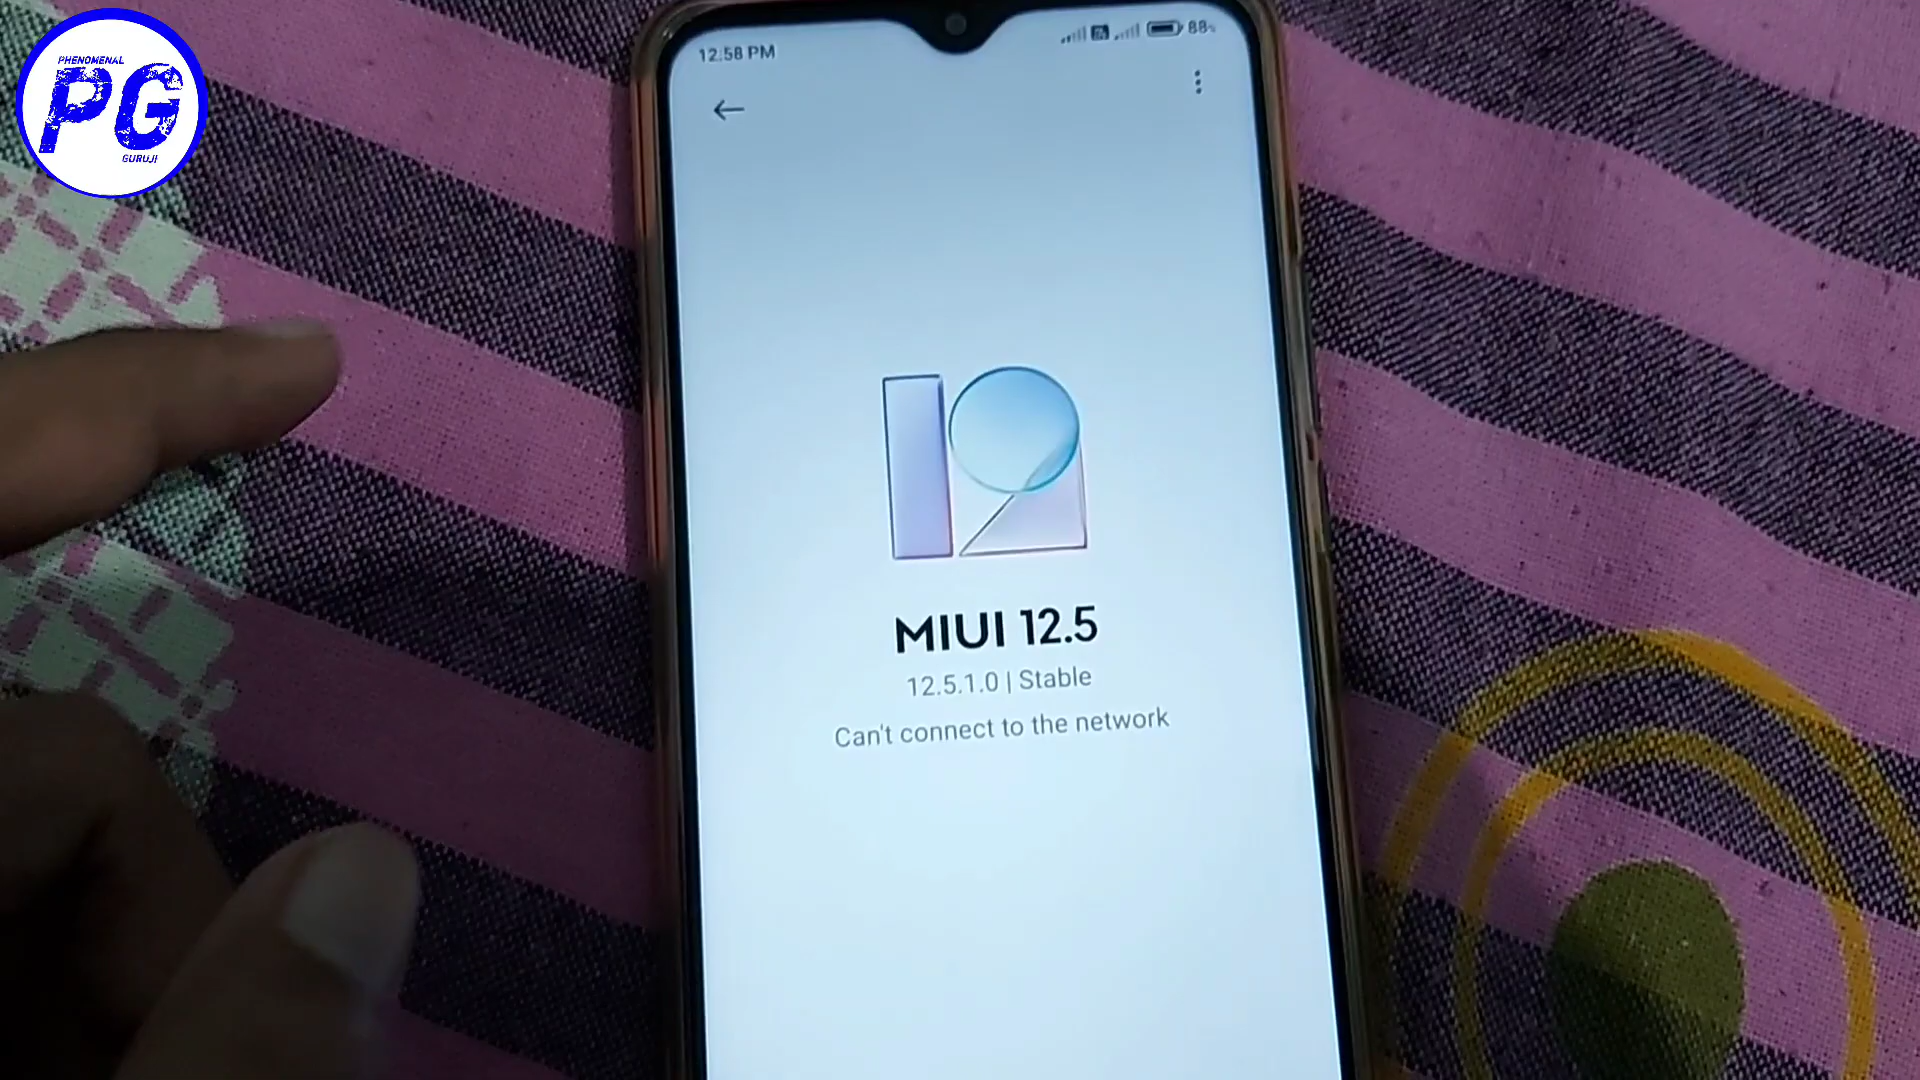 PHENOMENAL
PG
GURUJI
12:58 PM
88%
12
MIUI 12.5
12.5.1.0 | Stable
Can't connect to the network